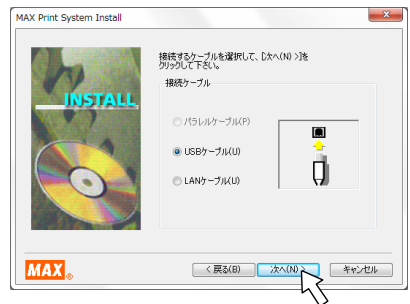 MAX Print System Install
接続するケーブルを選択して、[次へ(N) >]を
クリックして下さい。
INSTALL
接続ケーブル
パラレルケーブル(P)
USBケーブル(U)
LANケーブル(U)
MAX®
< 戻る(B)
次へ(N) >
キャンセル